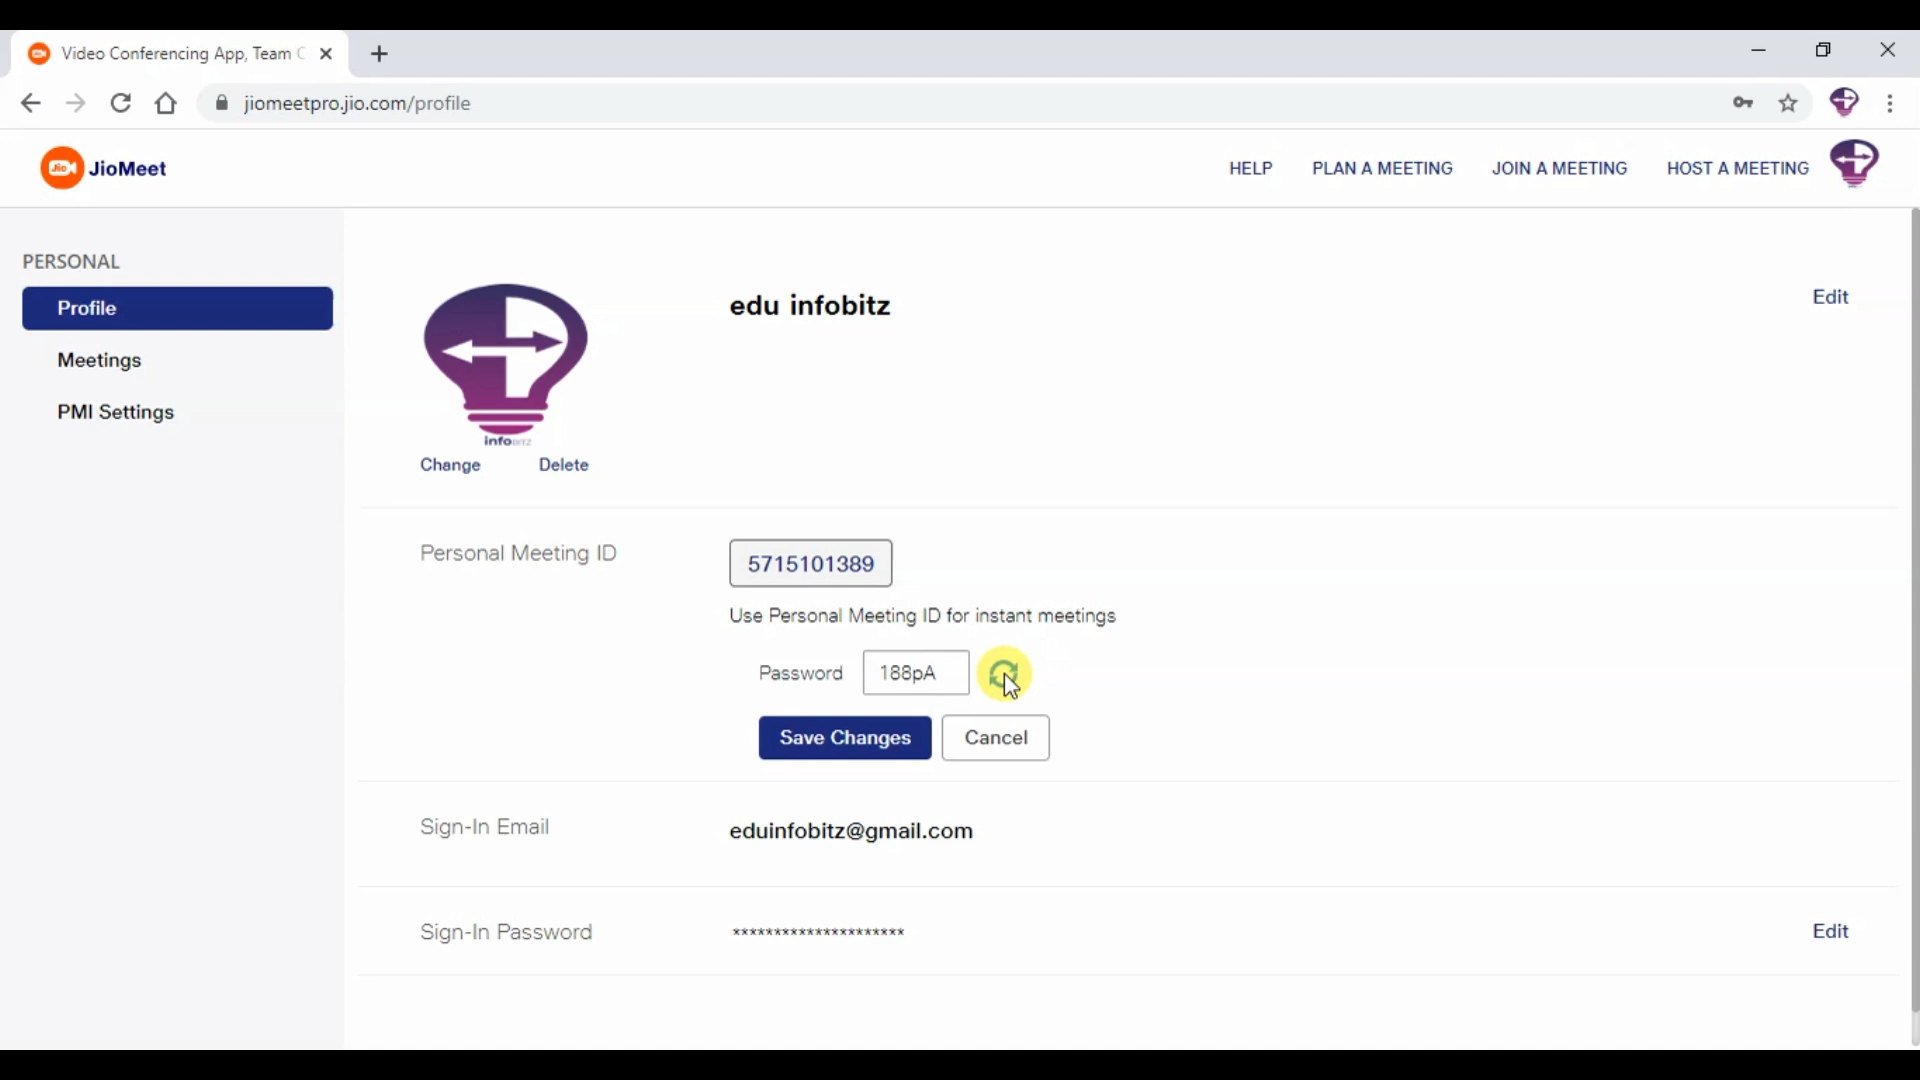 Video Conferencing App, Team C
jiomeetpro.jio.com/profile
Jio JioMeet
HELP PLAN A MEETING JOIN A MEETING HOST A MEETING
PERSONAL
Profile
Meetings
PMI Settings
edu infobitz
Edit
infoBITZ
Change Delete
Personal Meeting ID
5715101389
Use Personal Meeting ID for instant meetings
Password 188pA
Save Changes Cancel
Sign-In Email
eduinfobitz@gmail.com
Sign-In Password
*********************
Edit